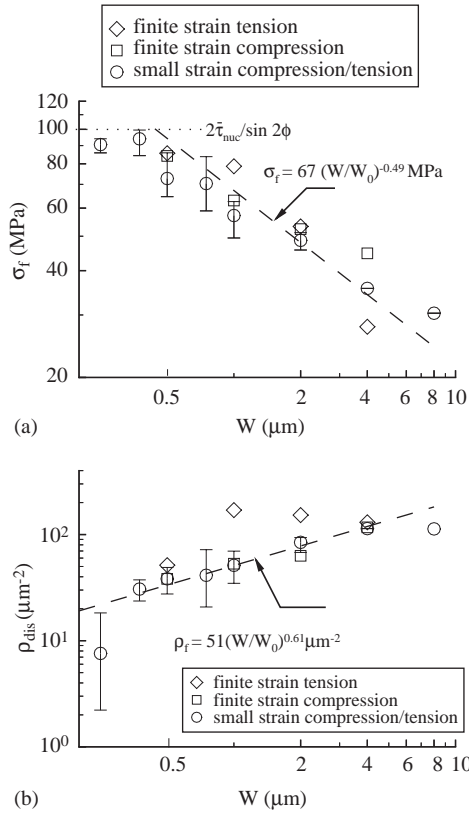 finite strain tension
finite strain compression
small strain compression/tension
120
100
80
60
40
20
σf (MPa)
2τ̄nuc/sin 2ϕ
σf = 67 (W/W0)-0.49 MPa
0.5 1 2 4 6 8 10
(a) W (μm)
10²
10¹
10⁰
ρdis (μm-2)
ρf = 51(W/W0)0.61μm-2
finite strain tension
finite strain compression
small strain compression/tension
0.5 1 2 4 6 8 10
(b) W (μm)